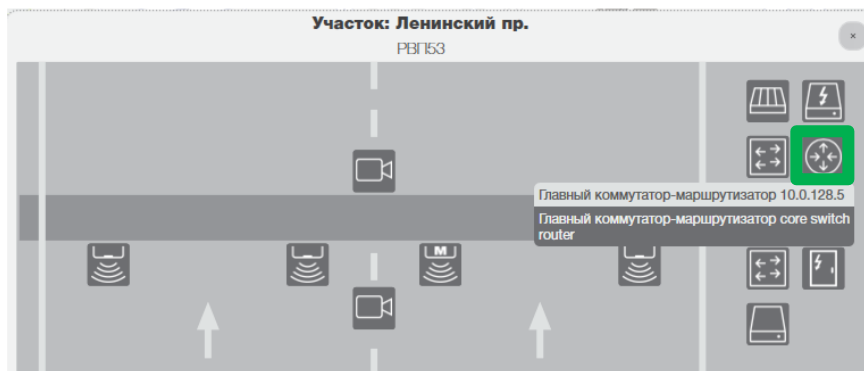 Участок: Ленинский пр.
РВП53
×
Главный коммутатор-маршрутизатор 10.0.128.5
Главный коммутатор-маршрутизатор core switch
router
M